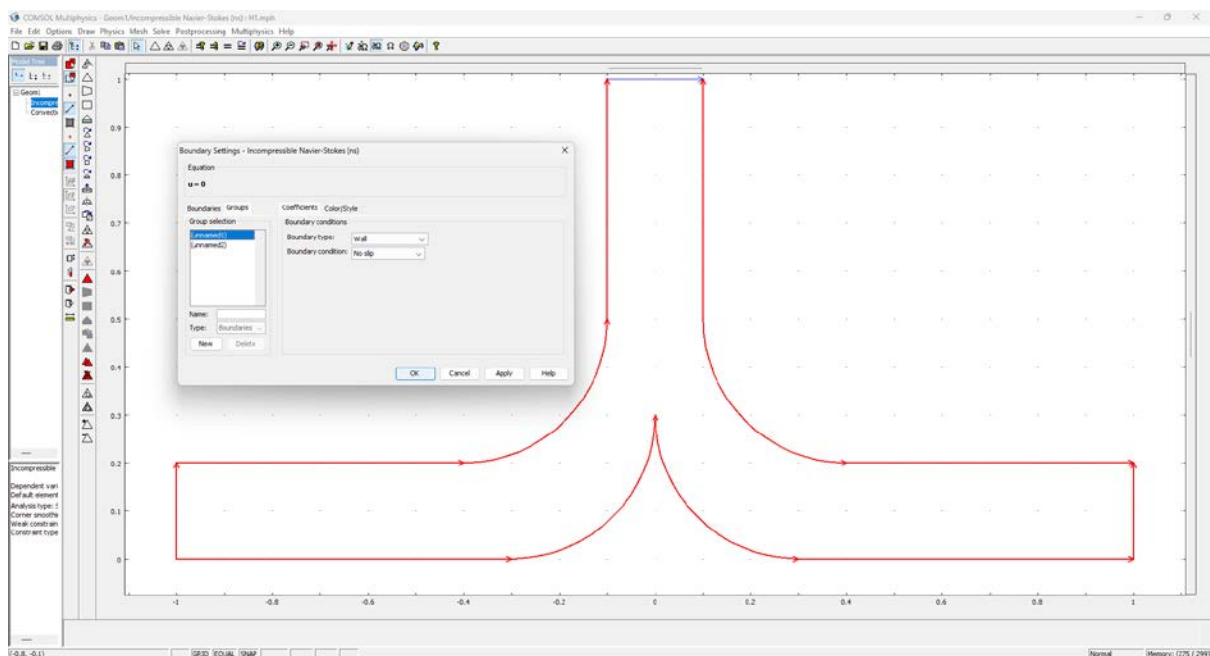 COMSOL Multiphysics - Geom1/Incompressible Navier-Stokes (ns) : H1.mph
File Edit Options Draw Physics Mesh Solve Postprocessing Multiphysics Help
Model Tree
Geom1
Incompre
Convecti
Boundary Settings - Incompressible Navier-Stokes (ns)
Equation
u = 0
Boundaries Groups
Group selection
(unnamed1)
(unnamed2)
Name:
Type: Boundaries
New Delete
Coefficients Color/Style
Boundary conditions
Boundary type: Wall
Boundary condition: No slip
OK Cancel Apply Help
1
0.9
0.8
0.7
0.6
0.5
0.4
0.3
0.2
0.1
0
-1 -0.8 -0.6 -0.4 -0.2 0 0.2 0.4 0.6 0.8 1
Incompressible
Dependent vari
Default element
Analysis type: S
Corner smoothi
Weak constrain
Constraint type
(-0.8, -0.1)
GRID EQUAL SNAP
Normal
Memory: (275 / 299)